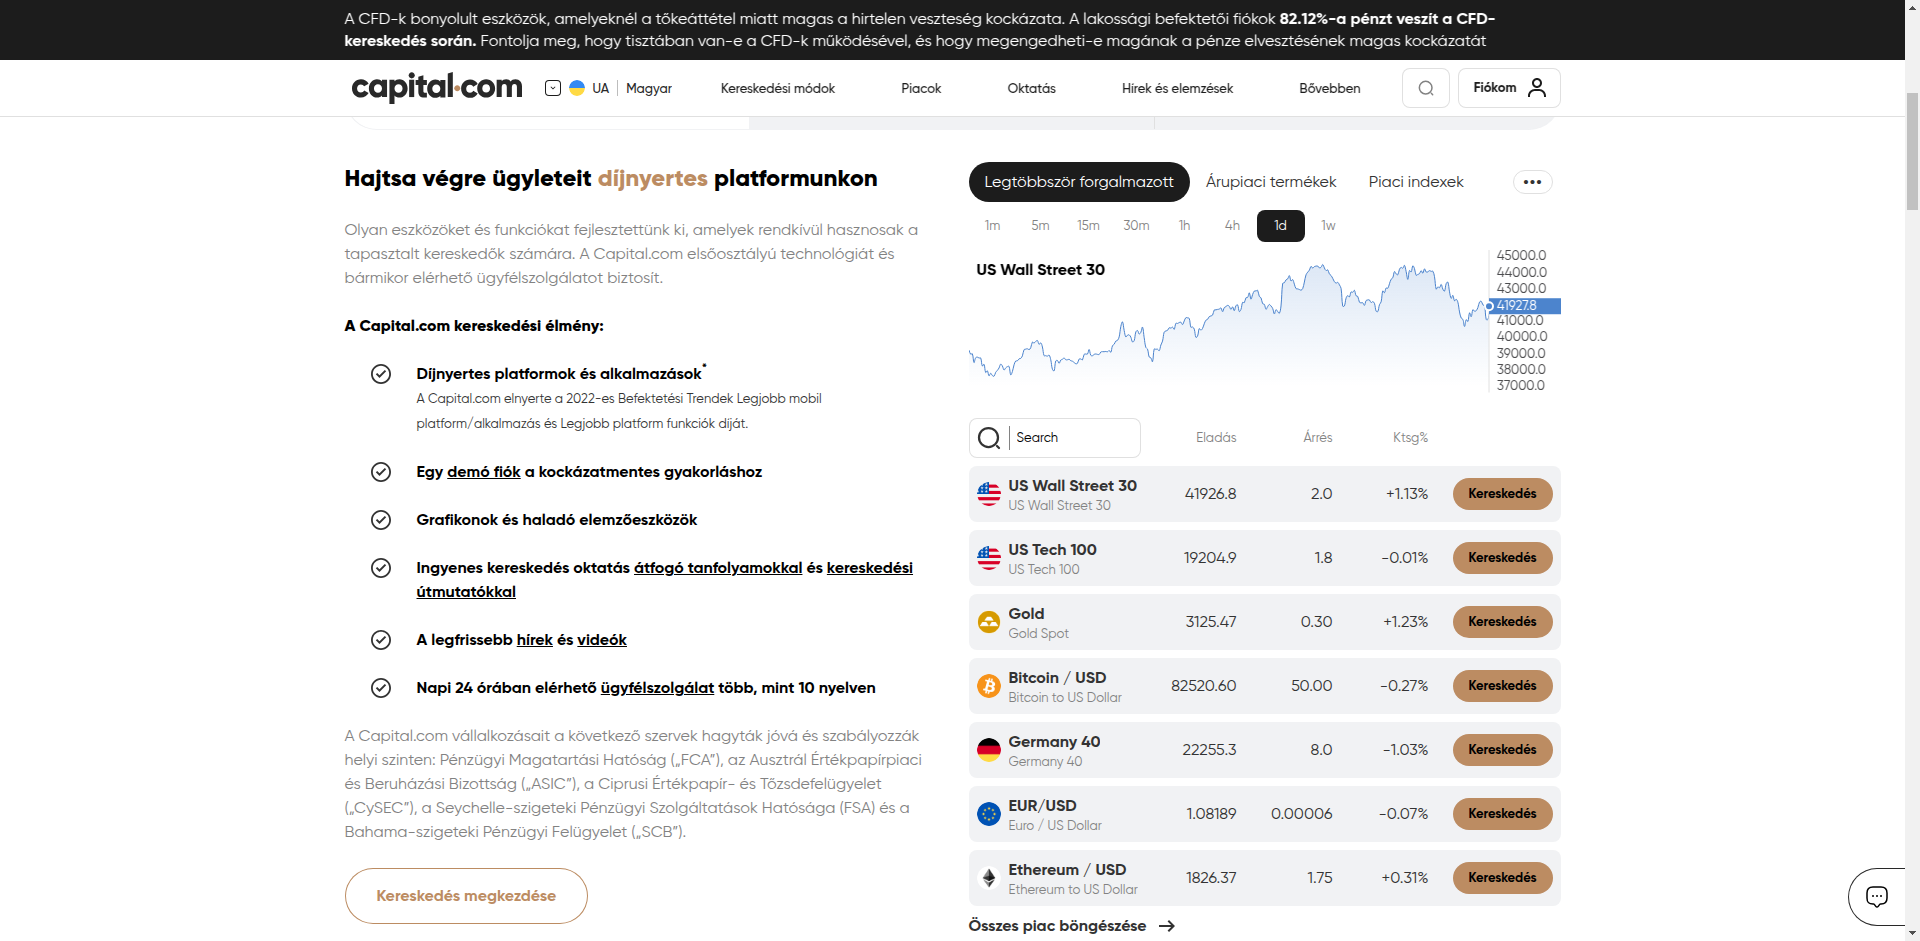 A CFD-k bonyolult eszközök, amelyeknél a tőkeáttétel miatt magas a hirtelen veszteség kockázata. A lakossági befektetői fiókok 82.12%-a pénzt veszít a CFD-
kereskedés során. Fontolja meg, hogy tisztában van-e a CFD-k működésével, és hogy megengedheti-e magának a pénze elvesztésének magas kockázatát
capital.com
UA
Magyar
Kereskedési módok
Piacok
Oktatás
Hírek és elemzések
Bővebben
Fiókom
Hajtsa végre ügyleteit díjnyertes platformunkon
Olyan eszközöket és funkciókat fejlesztettünk ki, amelyek rendkívül hasznosak a
tapasztalt kereskedők számára. A Capital.com elsőosztályú technológiát és
bármikor elérhető ügyfélszolgálatot biztosít.
A Capital.com kereskedési élmény:
Díjnyertes platformok és alkalmazások*
A Capital.com elnyerte a 2022-es Befektetési Trendek Legjobb mobil
platform/alkalmazás és Legjobb platform funkciók díját.
Egy demó fiók a kockázatmentes gyakorláshoz
Grafikonok és haladó elemzőeszközök
Ingyenes kereskedés oktatás átfogó tanfolyamokkal és kereskedési
útmutatókkal
A legfrissebb hírek és videók
Napi 24 órában elérhető ügyfélszolgálat több, mint 10 nyelven
A Capital.com vállalkozásait a következő szervek hagyták jóvá és szabályozzák
helyi szinten: Pénzügyi Magatartási Hatóság („FCA”), az Ausztrál Értékpapírpiaci
és Beruházási Bizottság („ASIC”), a Ciprusi Értékpapír- és Tőzsdefelügyelet
(„CySEC”), a Seychelle-szigeteki Pénzügyi Szolgáltatások Hatósága (FSA) és a
Bahama-szigeteki Pénzügyi Felügyelet („SCB”).
Kereskedés megkezdése
Legtöbbször forgalmazott
Árupiaci termékek
Piaci indexek
1m 5m 15m 30m 1h 4h 1d 1w
US Wall Street 30
45000.0
44000.0
43000.0
41927.8
41000.0
40000.0
39000.0
38000.0
37000.0
Search
Eladás Árrés Ktsg%
US Wall Street 30
US Wall Street 30
41926.8 2.0 +1.13% Kereskedés
US Tech 100
US Tech 100
19204.9 1.8 -0.01% Kereskedés
Gold
Gold Spot
3125.47 0.30 +1.23% Kereskedés
Bitcoin / USD
Bitcoin to US Dollar
82520.60 50.00 -0.27% Kereskedés
Germany 40
Germany 40
22255.3 8.0 -1.03% Kereskedés
EUR/USD
Euro / US Dollar
1.08189 0.00006 -0.07% Kereskedés
Ethereum / USD
Ethereum to US Dollar
1826.37 1.75 +0.31% Kereskedés
Összes piac böngészése